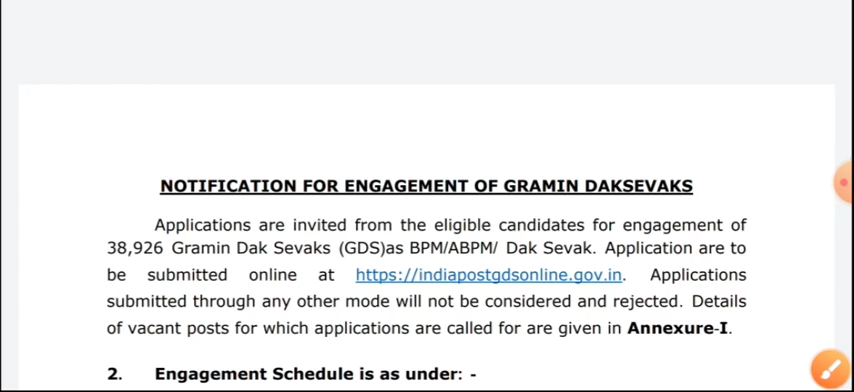 NOTIFICATION FOR ENGAGEMENT OF GRAMIN DAKSEVAKS
Applications are invited from the eligible candidates for engagement of
38,926 Gramin Dak Sevaks (GDS)as BPM/ABPM/ Dak Sevak. Application are to
be submitted online at https://indiapostgdsonline.gov.in. Applications
submitted through any other mode will not be considered and rejected. Details
of vacant posts for which applications are called for are given in Annexure-I.
2. Engagement Schedule is as under: -